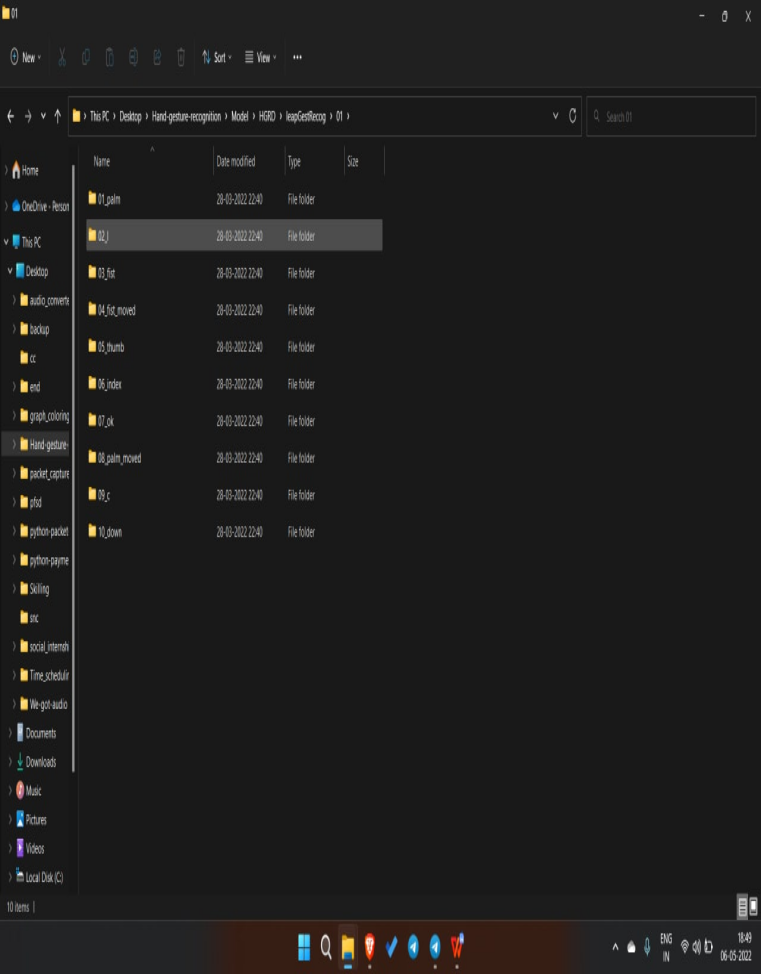 01
New Sort View ...
This PC > Desktop > Hand-gesture-recognition > Model > HGRD > leapGestRecog > 01 > Search 01
Name Date modified Type Size
01_palm 28-03-2022 22:40 File folder
02_l 28-03-2022 22:40 File folder
03_fist 28-03-2022 22:40 File folder
04_fist_moved 28-03-2022 22:40 File folder
05_thumb 28-03-2022 22:40 File folder
06_index 28-03-2022 22:40 File folder
07_ok 28-03-2022 22:40 File folder
08_palm_moved 28-03-2022 22:40 File folder
09_c 28-03-2022 22:40 File folder
10_down 28-03-2022 22:40 File folder
Home
OneDrive - Person
This PC
Desktop
audio_converte
backup
cc
end
graph_coloring
Hand-gesture-
packet_capture
pfsd
python-packet
python-payme
Skilling
snc
social_internsh
Time_schedulin
We-got-audio
Documents
Downloads
Music
Pictures
Videos
Local Disk (C:)
10 items
ENG
IN
18:49
06-05-2022